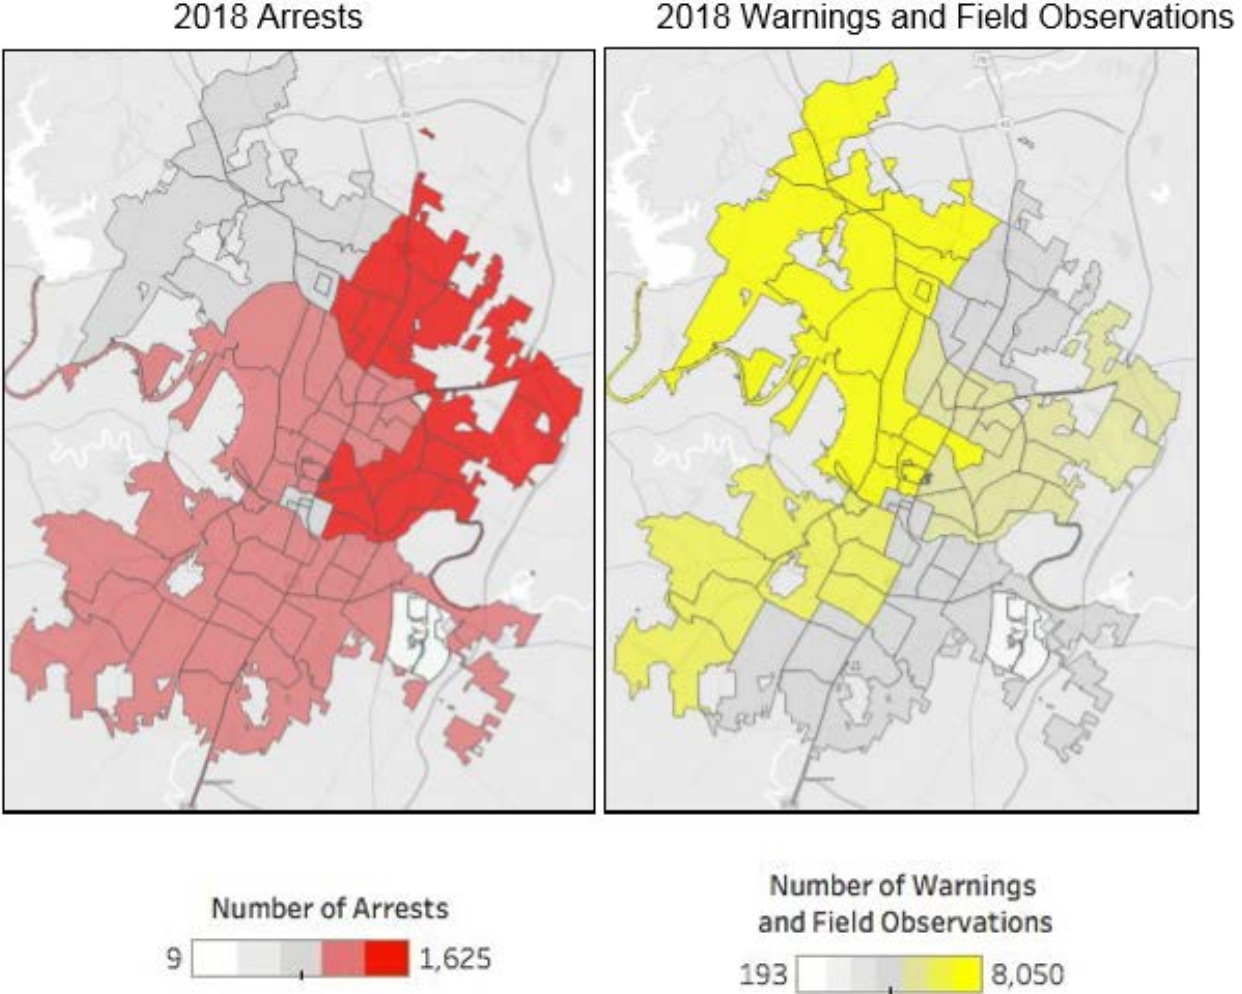 2018 Arrests
2018 Warnings and Field Observations
Number of Arrests
9
1,625
Number of Warnings
and Field Observations
193
8,050